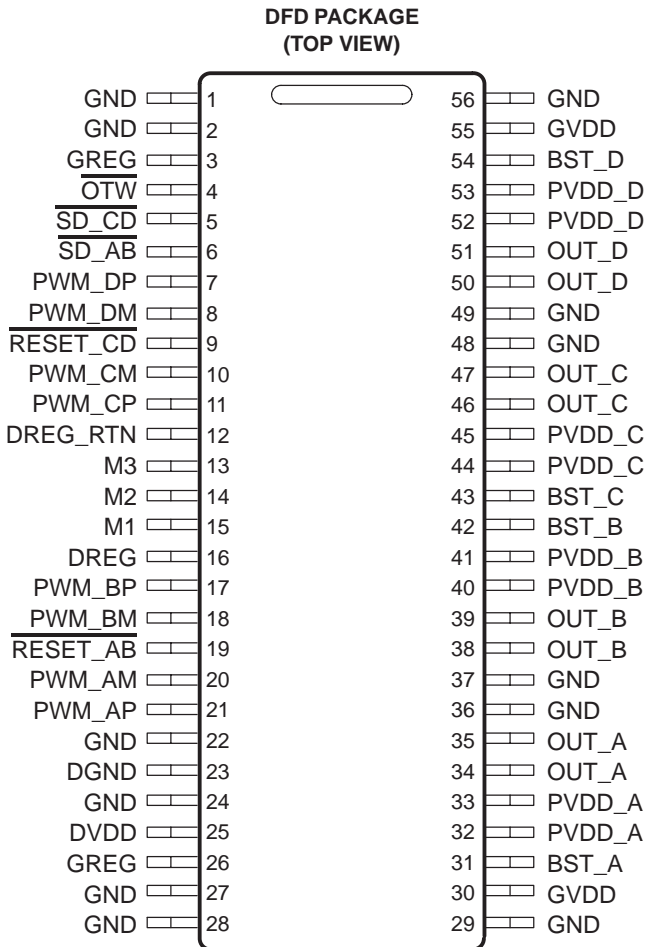 DFD PACKAGE
(TOP VIEW)
GND 1 56 GND
GND 2 55 GVDD
GREG 3 54 BST_D
OTW 4 53 PVDD_D
SD_CD 5 52 PVDD_D
SD_AB 6 51 OUT_D
PWM_DP 7 50 OUT_D
PWM_DM 8 49 GND
RESET_CD 9 48 GND
PWM_CM 10 47 OUT_C
PWM_CP 11 46 OUT_C
DREG_RTN 12 45 PVDD_C
M3 13 44 PVDD_C
M2 14 43 BST_C
M1 15 42 BST_B
DREG 16 41 PVDD_B
PWM_BP 17 40 PVDD_B
PWM_BM 18 39 OUT_B
RESET_AB 19 38 OUT_B
PWM_AM 20 37 GND
PWM_AP 21 36 GND
GND 22 35 OUT_A
DGND 23 34 OUT_A
GND 24 33 PVDD_A
DVDD 25 32 PVDD_A
GREG 26 31 BST_A
GND 27 30 GVDD
GND 28 29 GND